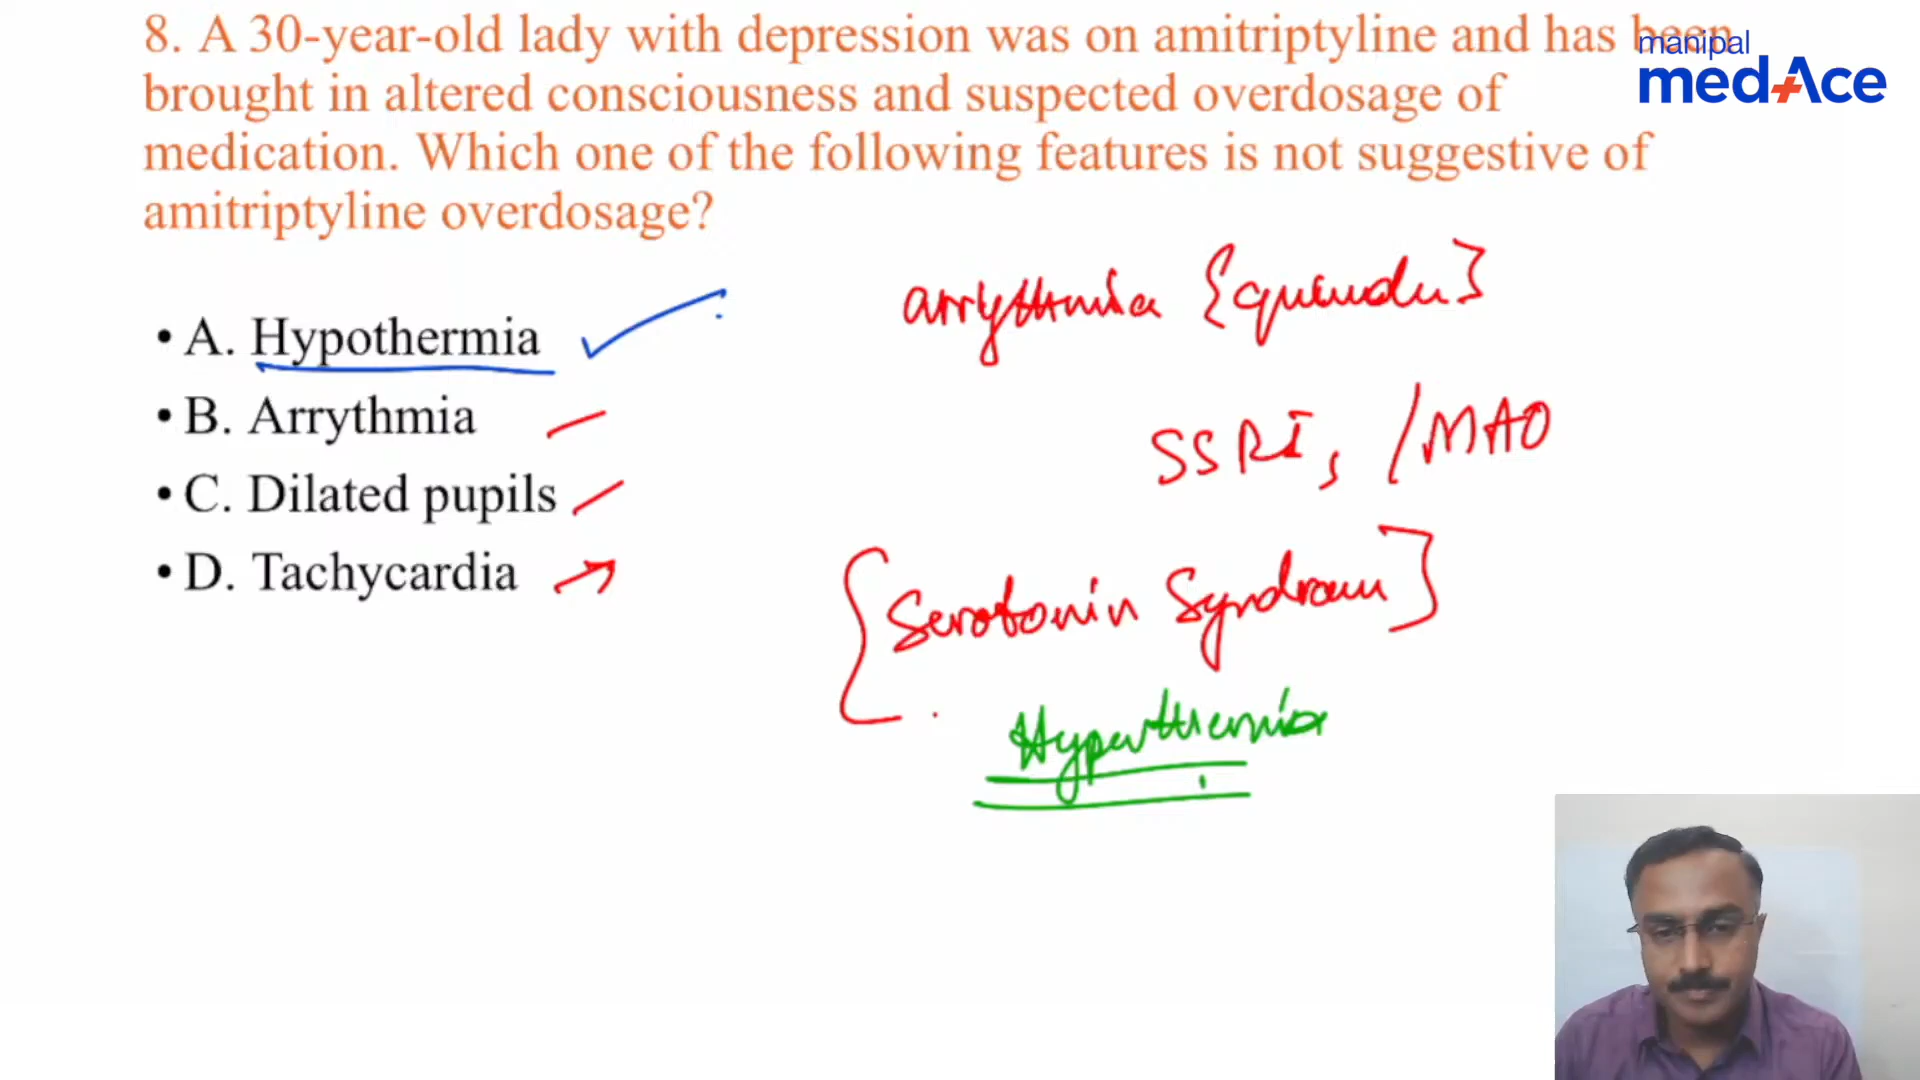 8. A 30-year-old lady with depression was on amitriptyline and has been
manipal
medAce
brought in altered consciousness and suspected overdosage of
medication. Which one of the following features is not suggestive of
amitriptyline overdosage?
• A. Hypothermia
• B. Arrythmia
• C. Dilated pupils
• D. Tachycardia
arrythmia
SSRI, /MAO
Serotonin
Hyperthermia